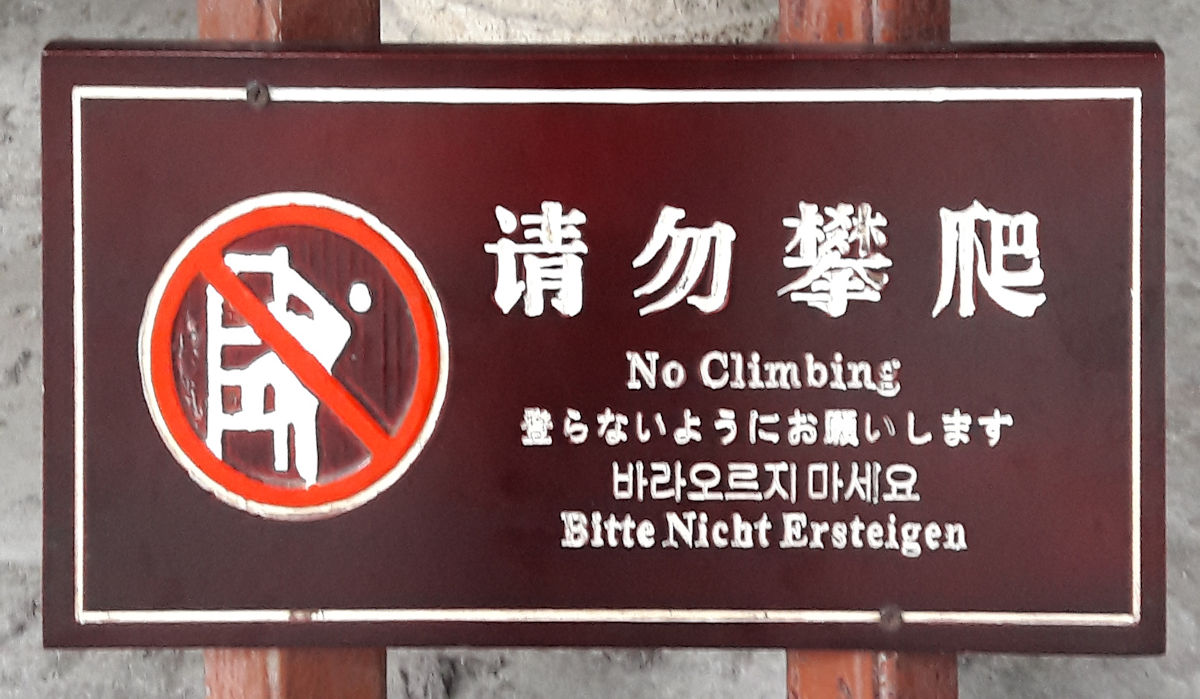 请勿攀爬
No Climbing
登らないようにお願いします
바라오르지 마세요
Bitte Nicht Ersteigen